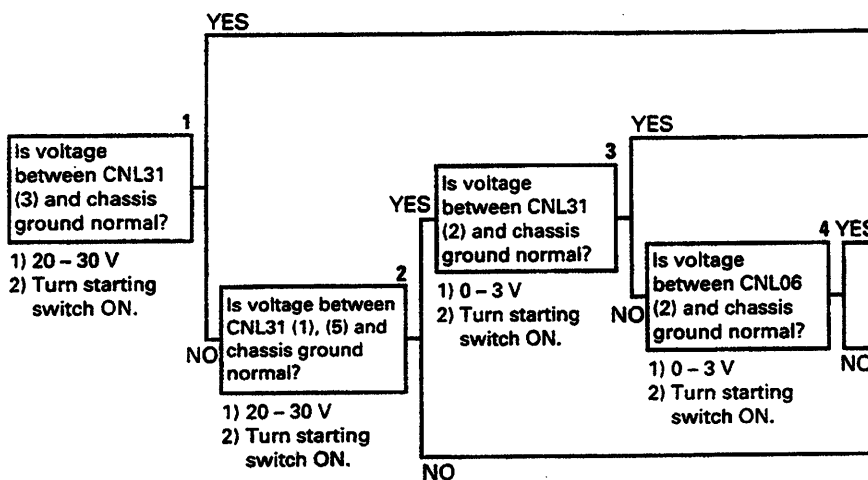 YES
1
Is voltage
between CNL31
(3) and chassis
ground normal?
1) 20 – 30 V
2) Turn starting
switch ON.
NO
2
Is voltage between
CNL31 (1), (5) and
chassis ground
normal?
1) 20 – 30 V
2) Turn starting
switch ON.
YES
3
Is voltage
between CNL31
(2) and chassis
ground normal?
1) 0 – 3 V
2) Turn starting
switch ON.
NO
YES
NO
4
Is voltage
between CNL06
(2) and chassis
ground normal?
1) 0 – 3 V
2) Turn starting
switch ON.
YES
NO